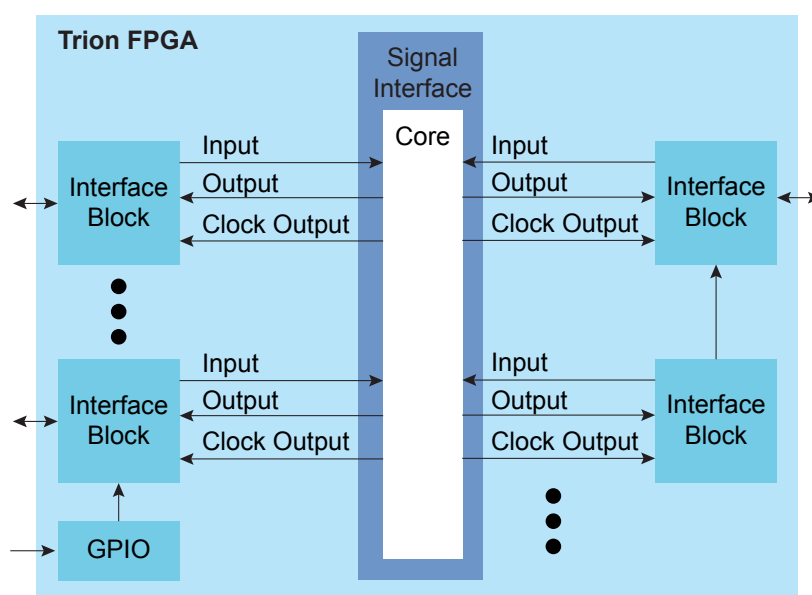 Trion FPGA
Signal
Interface
Core
Interface
Block
Input
Output
Clock Output
Input
Output
Clock Output
Interface
Block
Interface
Block
Input
Output
Clock Output
Input
Output
Clock Output
Interface
Block
GPIO